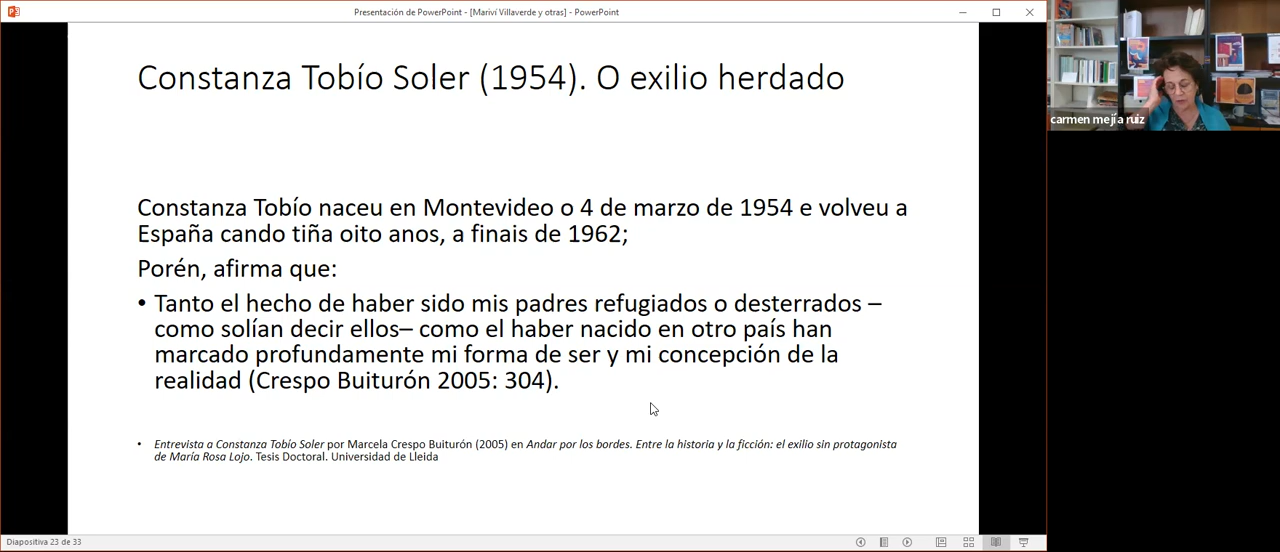 Presentación de PowerPoint - [Mariví Villaverde y otras] - PowerPoint
Constanza Tobío Soler (1954). O exilio herdado
carmen mejía ruiz
Constanza Tobío naceu en Montevideo o 4 de marzo de 1954 e volveu a
España cando tiña oito anos, a finais de 1962;
Porén, afirma que:
• Tanto el hecho de haber sido mis padres refugiados o desterrados –
como solían decir ellos– como el haber nacido en otro país han
marcado profundamente mi forma de ser y mi concepción de la
realidad (Crespo Buiturón 2005: 304).
• Entrevista a Constanza Tobío Soler por Marcela Crespo Buiturón (2005) en Andar por los bordes. Entre la historia y la ficción: el exilio sin protagonista
de María Rosa Lojo. Tesis Doctoral. Universidad de Lleida
Diapositiva 23 de 33